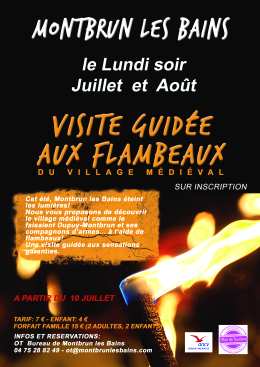 MONTBRUN LES BAINS
le Lundi soir
Juillet et Août
VISITE GUIDÉE
AUX FLAMBEAUX
DU VILLAGE MÉDIÉVAL
SUR INSCRIPTION
Cet été, Montbrun les Bains éteint
les lumières!
Nous vous proposons de découvrir
le village médiéval comme le
faisaient Dupuy-Montbrun et ses
compagnons d'armes... à l'aide de
flambeaux
Une visite guidée aux sensations
garanties.
A PARTIR DU 10 JUILLET
TARIF: 7 € - ENFANT: 4 €
FORFAIT FAMILLE 15 € (2 ADULTES, 2 ENFANTS)
INFOS ET RESERVATIONS:
OT Bureau de Montbrun les Bains
04 75 28 82 49 - ot@montbrunlesbains.com
ancv